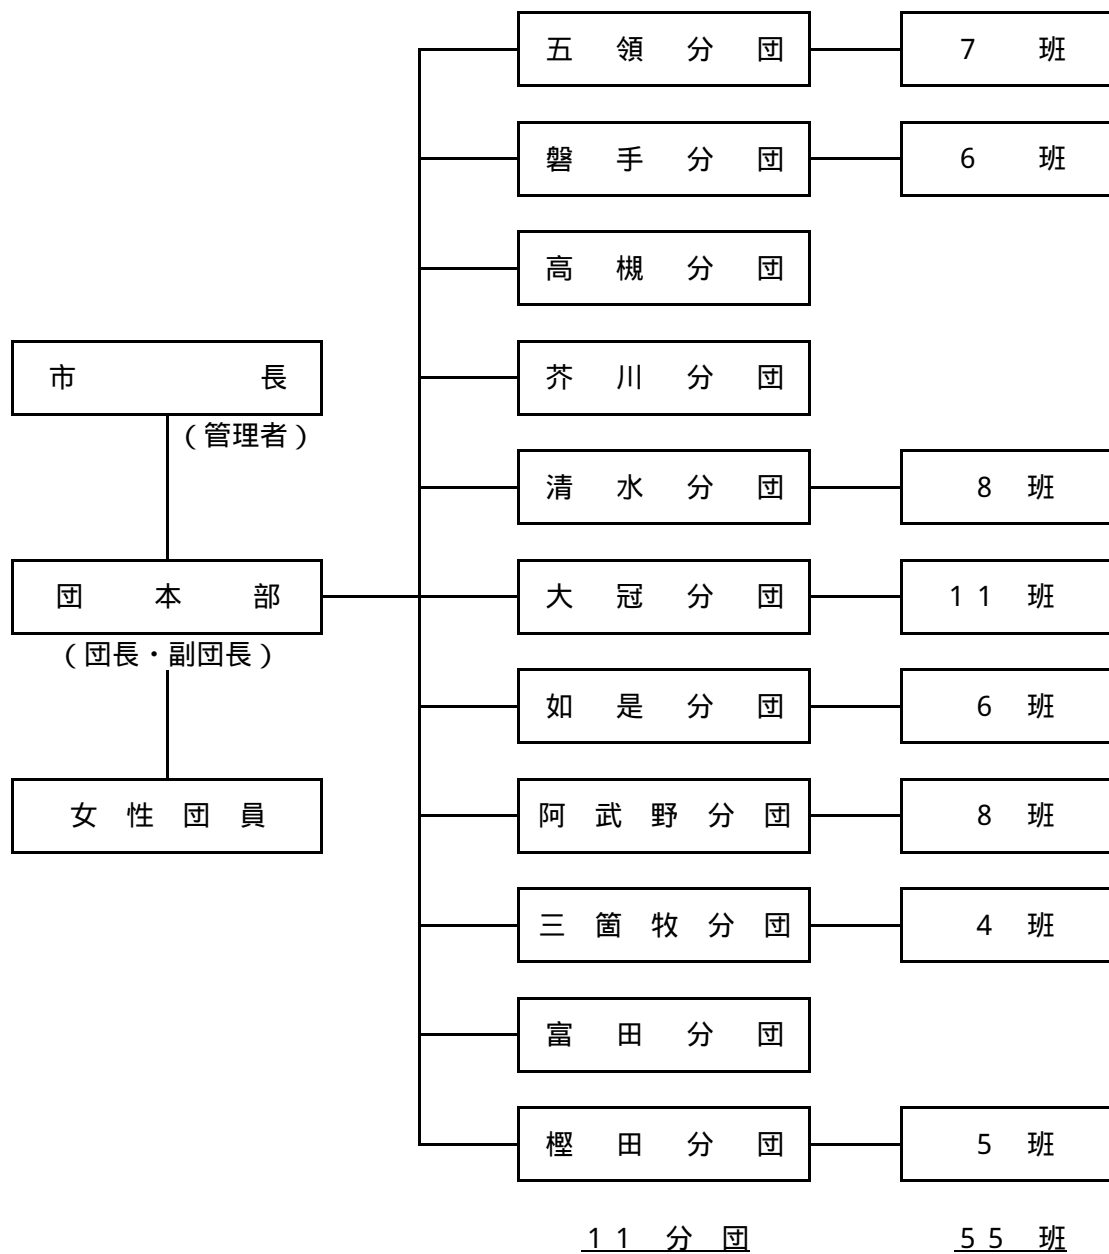 五領分団 7班
磐手分団 6班
高槻分団
市長 芥川分団
(管理者)
清水分団 8班
団本部 大冠分団 11班
(団長・副団長)
如是分団 6班
女性団員 阿武野分団 8班
三箇牧分団 4班
富田分団
樫田分団 5班
11分団 55班